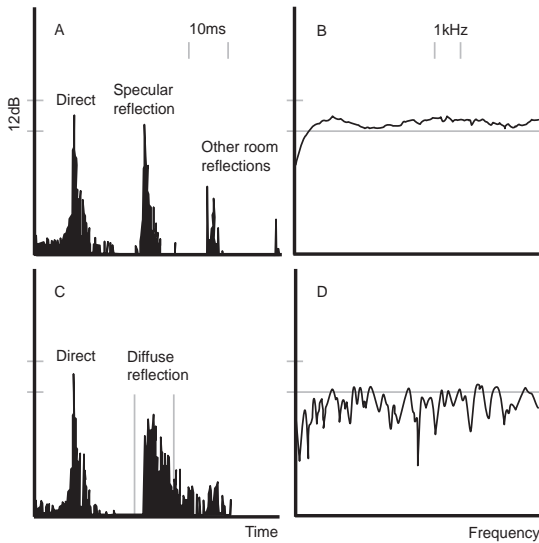 A
10ms
B
1kHz
12dB
Direct
Specular
reflection
Other room
reflections
C
D
Direct
Diffuse
reflection
Time
Frequency